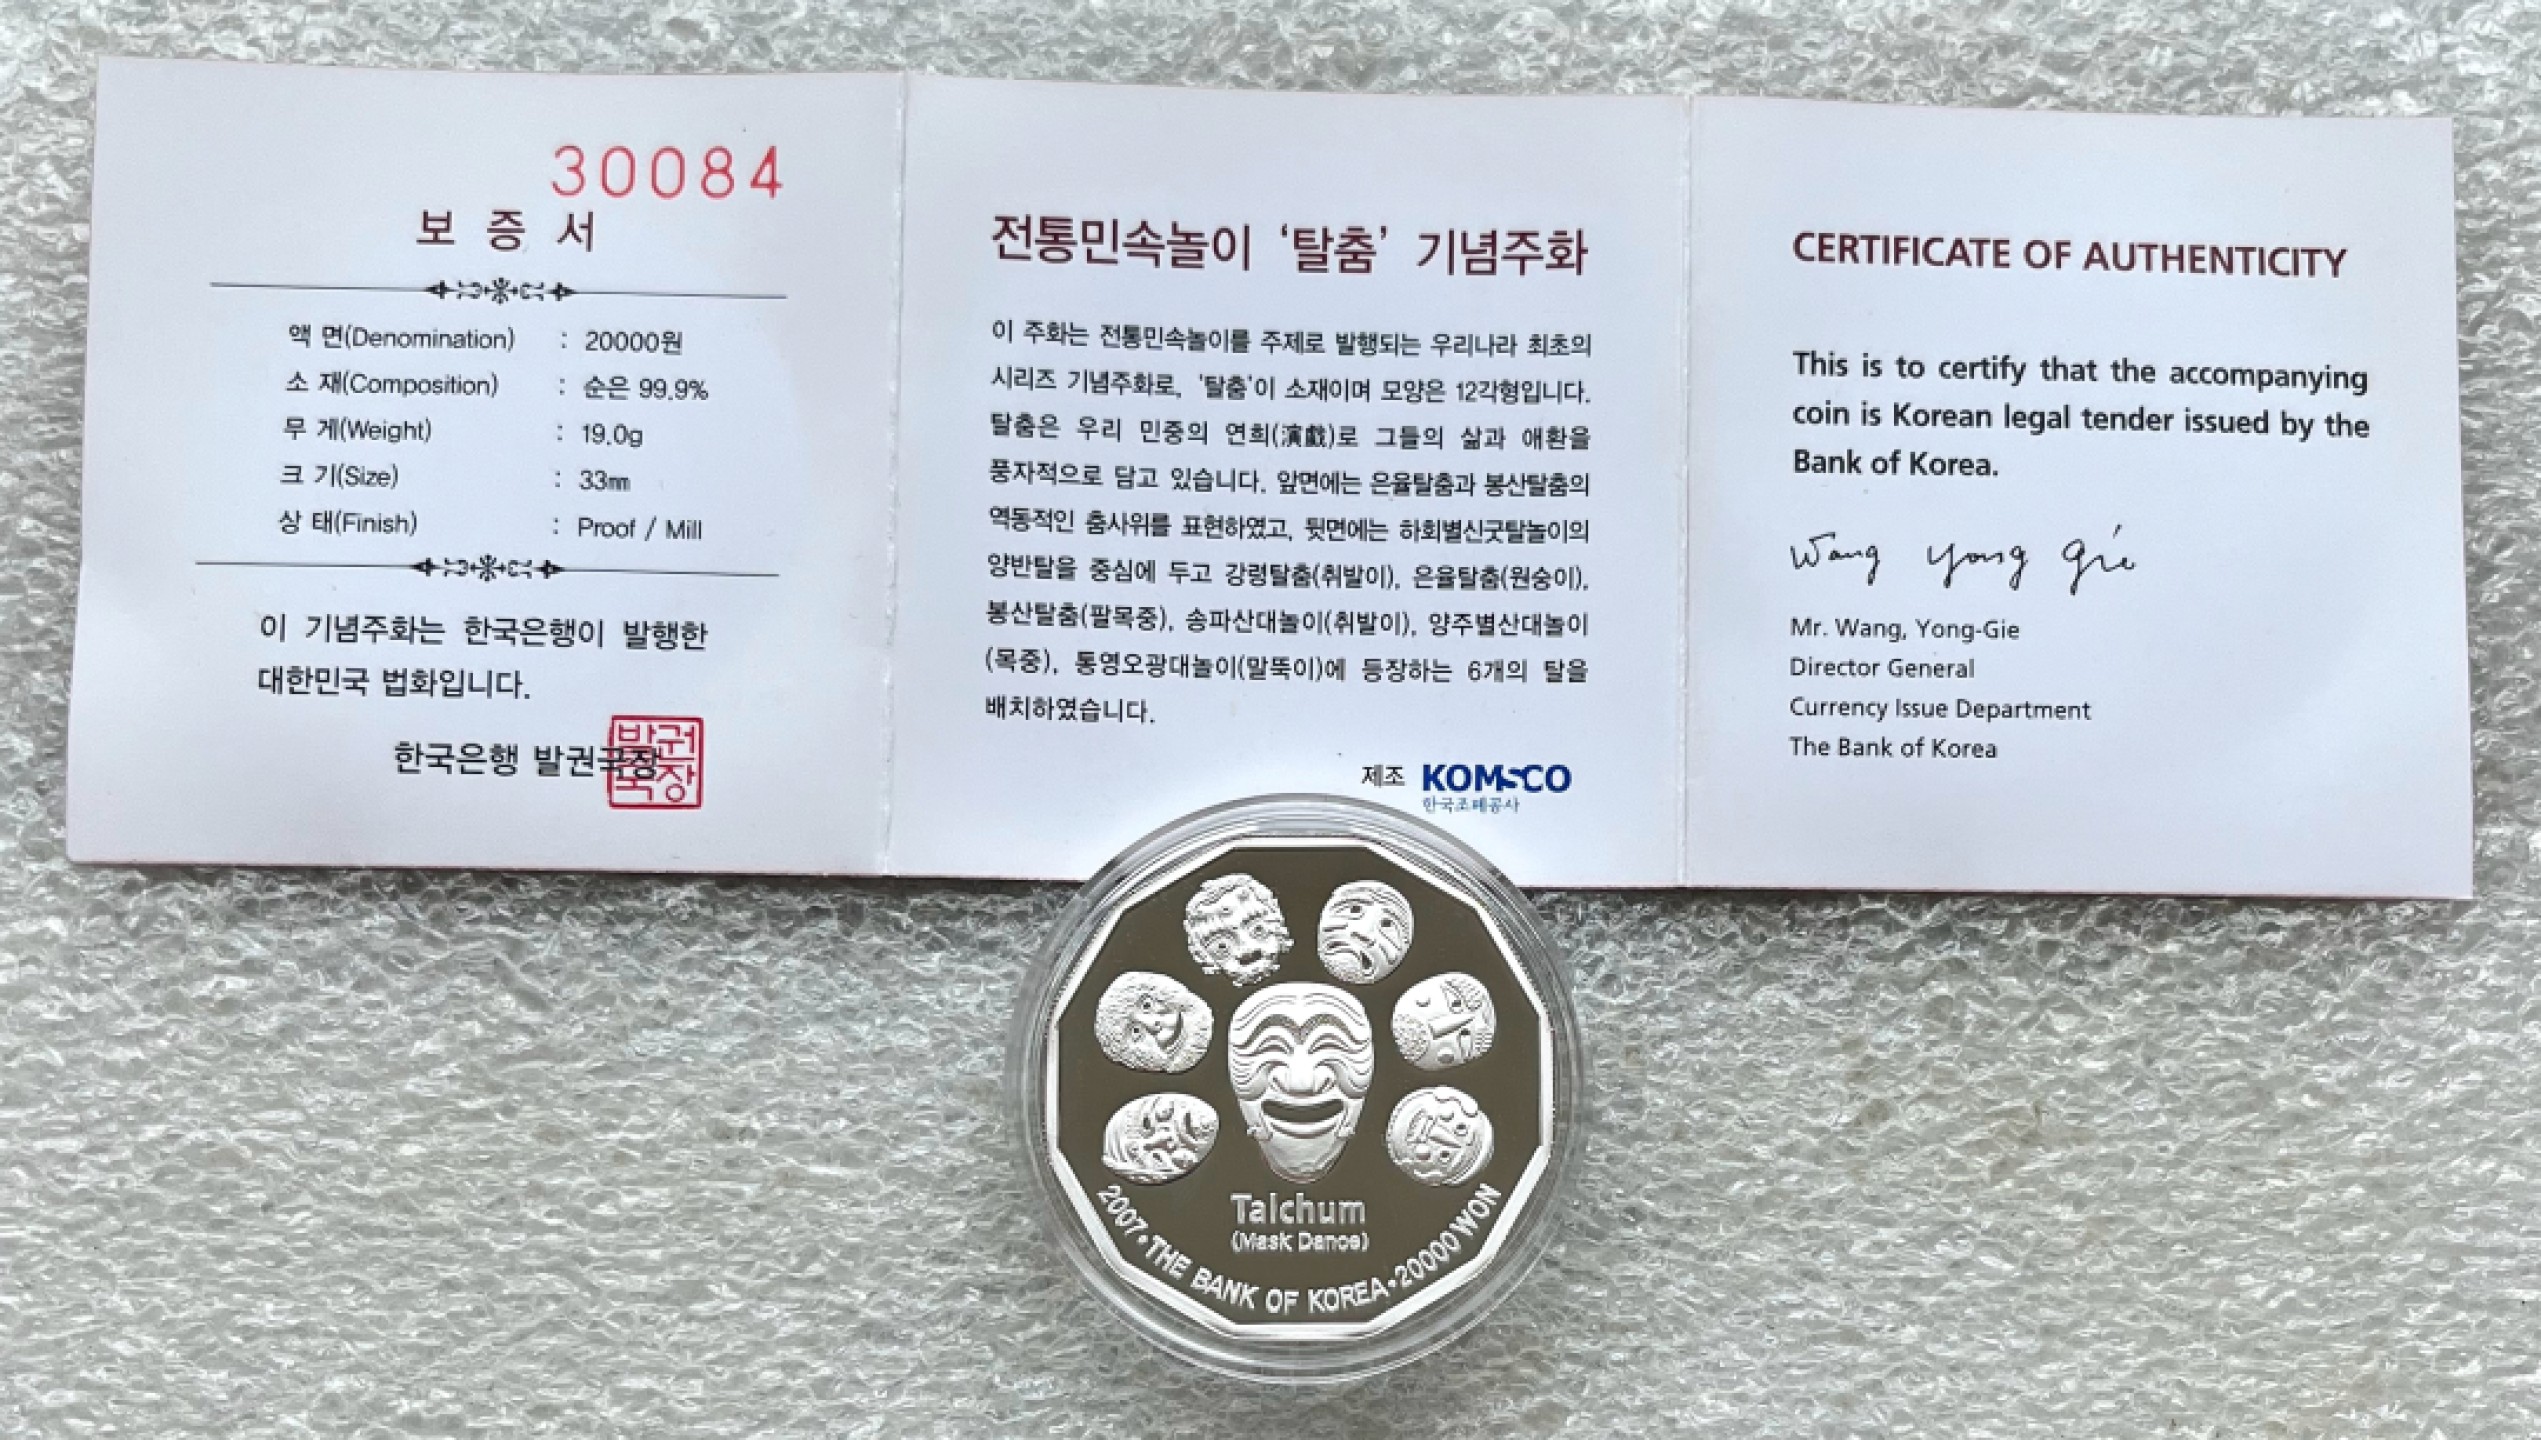 30084
보 증 서
액 면(Denomination) : 20000원
소 재(Composition) : 순은 99.9%
무 게(Weight) : 19.0g
크 기(Size) : 33㎜
상 태(Finish) : Proof / Mill
이 기념주화는 한국은행이 발행한
대한민국 법화입니다.
한국은행 발권국장
발권
국장
전통민속놀이 ‘탈춤’ 기념주화
이 주화는 전통민속놀이를 주제로 발행되는 우리나라 최초의
시리즈 기념주화로, ‘탈춤’이 소재이며 모양은 12각형입니다.
탈춤은 우리 민중의 연희(演戱)로 그들의 삶과 애환을
풍자적으로 담고 있습니다. 앞면에는 은율탈춤과 봉산탈춤의
역동적인 춤사위를 표현하였고, 뒷면에는 하회별신굿탈놀이의
양반탈을 중심에 두고 강령탈춤(취발이), 은율탈춤(원숭이),
봉산탈춤(팔목중), 송파산대놀이(취발이), 양주별산대놀이
(목중), 통영오광대놀이(말뚝이)에 등장하는 6개의 탈을
배치하였습니다.
제조 KOMSCO
한국조폐공사
CERTIFICATE OF AUTHENTICITY
This is to certify that the accompanying
coin is Korean legal tender issued by the
Bank of Korea.
Wang Yong Gie
Mr. Wang, Yong-Gie
Director General
Currency Issue Department
The Bank of Korea
Talchum
(Mask Dance)
2007•THE BANK OF KOREA•20000 WON